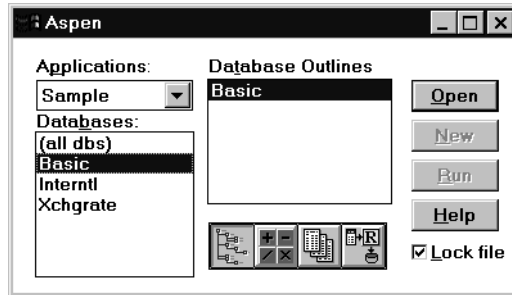 Aspen
Applications:
Sample
Databases:
(all dbs)
Basic
Interntl
Xchgrate
Database Outlines
Basic
Open
New
Run
Help
Lock file
R